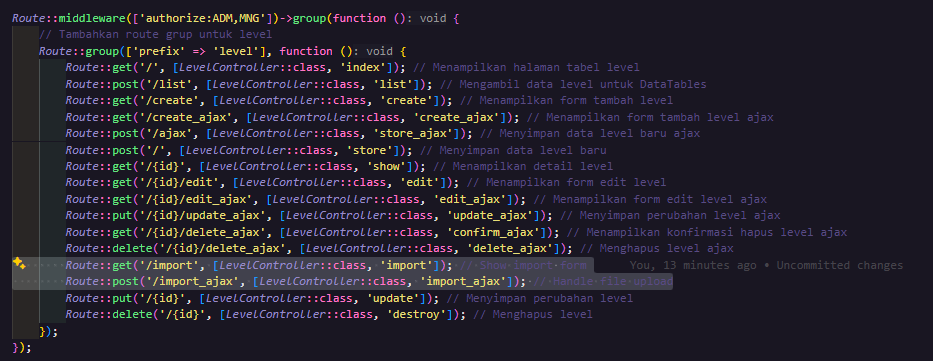 Route::middleware(['authorize:ADM,MNG'])->group(function (): void {
// Tambahkan route grup untuk level
Route::group(['prefix' => 'level'], function (): void {
Route::get('/', [LevelController::class, 'index']); // Menampilkan halaman tabel level
Route::post('/list', [LevelController::class, 'list']); // Mengambil data level untuk DataTables
Route::get('/create', [LevelController::class, 'create']); // Menampilkan form tambah level
Route::get('/create_ajax', [LevelController::class, 'create_ajax']); // Menampilkan form tambah level ajax
Route::post('/ajax', [LevelController::class, 'store_ajax']); // Menyimpan data level baru ajax
Route::post('/', [LevelController::class, 'store']); // Menyimpan data level baru
Route::get('/{id}', [LevelController::class, 'show']); // Menampilkan detail level
Route::get('/{id}/edit', [LevelController::class, 'edit']); // Menampilkan form edit level
Route::get('/{id}/edit_ajax', [LevelController::class, 'edit_ajax']); // Menampilkan form edit level ajax
Route::put('/{id}/update_ajax', [LevelController::class, 'update_ajax']); // Menyimpan perubahan level ajax
Route::get('/{id}/delete_ajax', [LevelController::class, 'confirm_ajax']); // Menampilkan konfirmasi hapus level ajax
Route::delete('/{id}/delete_ajax', [LevelController::class, 'delete_ajax']); // Menghapus level ajax
Route::get('/import', [LevelController::class, 'import']); // Show import form You, 13 minutes ago • Uncommitted changes
Route::post('/import_ajax', [LevelController::class, 'import_ajax']); // Handle file upload
Route::put('/{id}', [LevelController::class, 'update']); // Menyimpan perubahan level
Route::delete('/{id}', [LevelController::class, 'destroy']); // Menghapus level
});
});